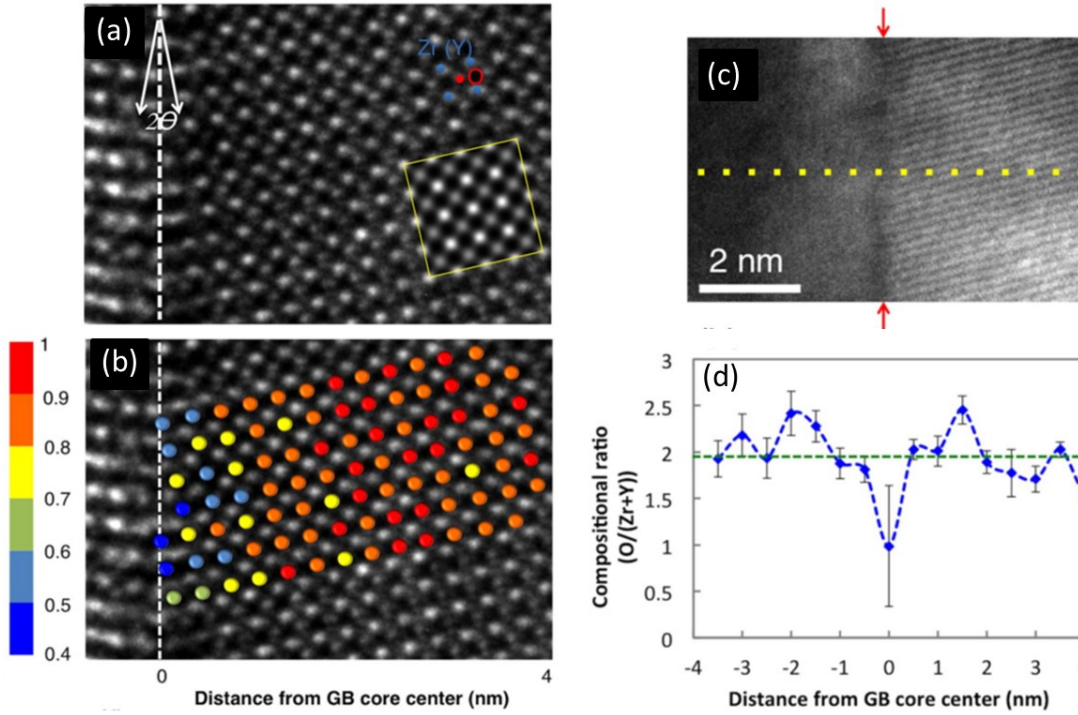 (a)
Zr (Y)
O
2Θ
(b)
1
0.9
0.8
0.7
0.6
0.5
0.4
0
4
Distance from GB core center (nm)
(c)
2 nm
(d)
Compositional ratio
(O/(Zr+Y))
3
2.5
2
1.5
1
0.5
0
-4
-3
-2
-1
0
1
2
3
Distance from GB core center (nm)